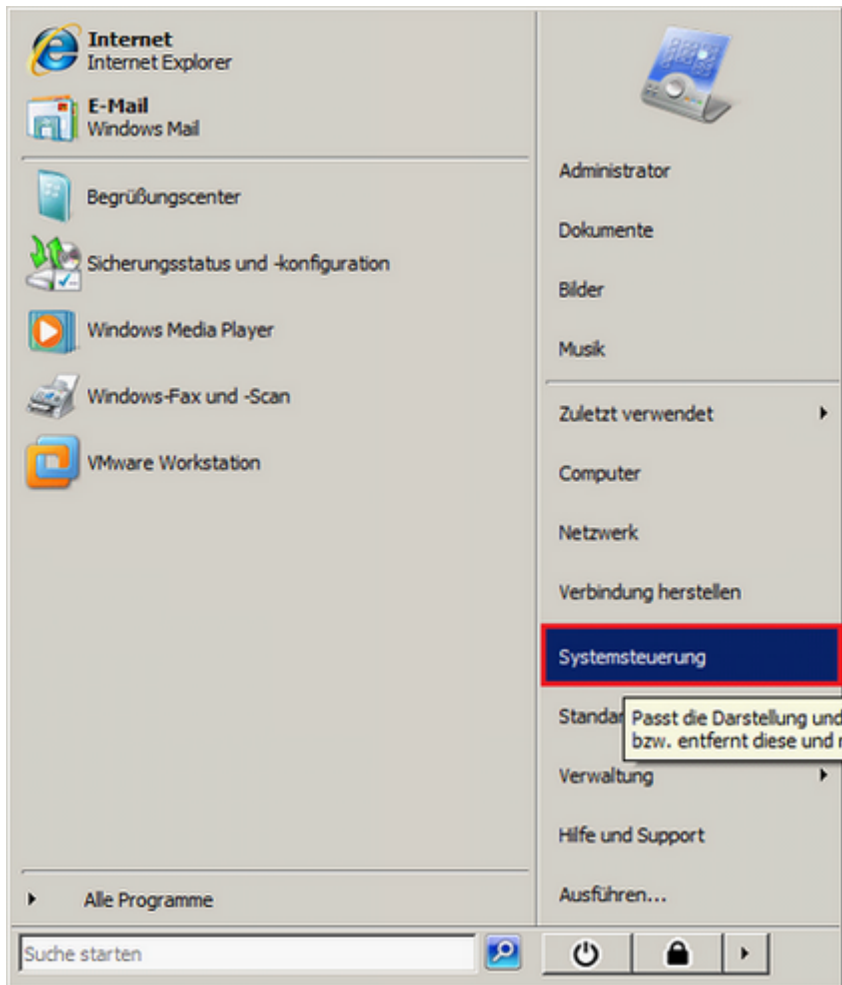 Internet
Internet Explorer
E-Mail
Windows Mail
Begrüßungscenter
Sicherungsstatus und -konfiguration
Windows Media Player
Windows-Fax und -Scan
VMware Workstation
Alle Programme
Suche starten
Administrator
Dokumente
Bilder
Musik
Zuletzt verwendet
Computer
Netzwerk
Verbindung herstellen
Systemsteuerung
Passt die Darstellung und
bzw. entfernt diese und
Verwaltung
Hilfe und Support
Ausführen...